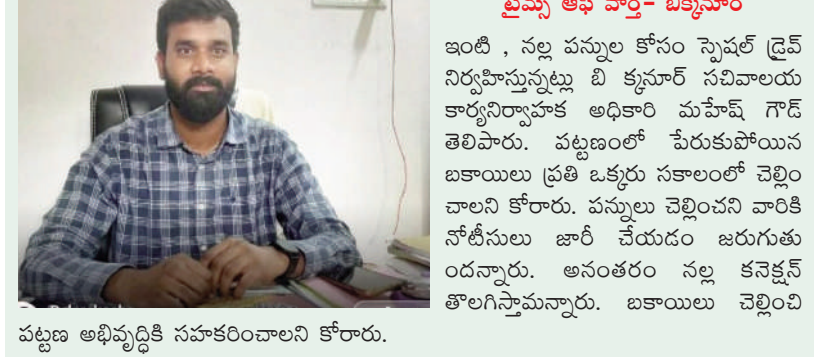 టైమ్స్ ఆఫ్ వార్త- బిక్కనూర్
ఇంటి , నల్ల పన్నుల కోసం స్పెషల్ డ్రైవ్
నిర్వహిస్తున్నట్లు బి క్కనూర్ సచివాలయ
కార్యనిర్వాహక అధికారి మహేష్ గౌడ్
తెలిపారు. పట్టణంలో పేరుకుపోయిన
బకాయిలు ప్రతి ఒక్కరు సకాలంలో చెల్లిం
చాలని కోరారు. పన్నులు చెల్లించని వారికి
నోటీసులు జారీ చేయడం జరుగుతు
ందన్నారు. అనంతరం నల్ల కనెక్షన్
తొలగిస్తామన్నారు. బకాయిలు చెల్లించి
పట్టణ అభివృద్ధికి సహకరించాలని కోరారు.